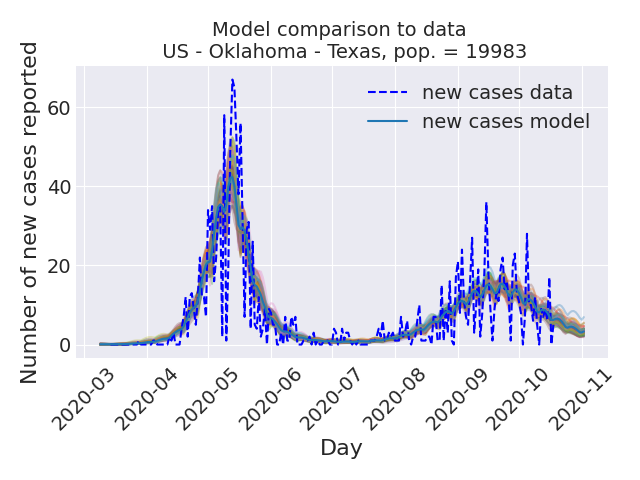 Model comparison to data
US - Oklahoma - Texas, pop. = 19983
Number of new cases reported
60
40
20
0
new cases data
new cases model
2020-03
2020-04
2020-05
2020-06
2020-07
2020-08
2020-09
2020-10
2020-11
Day